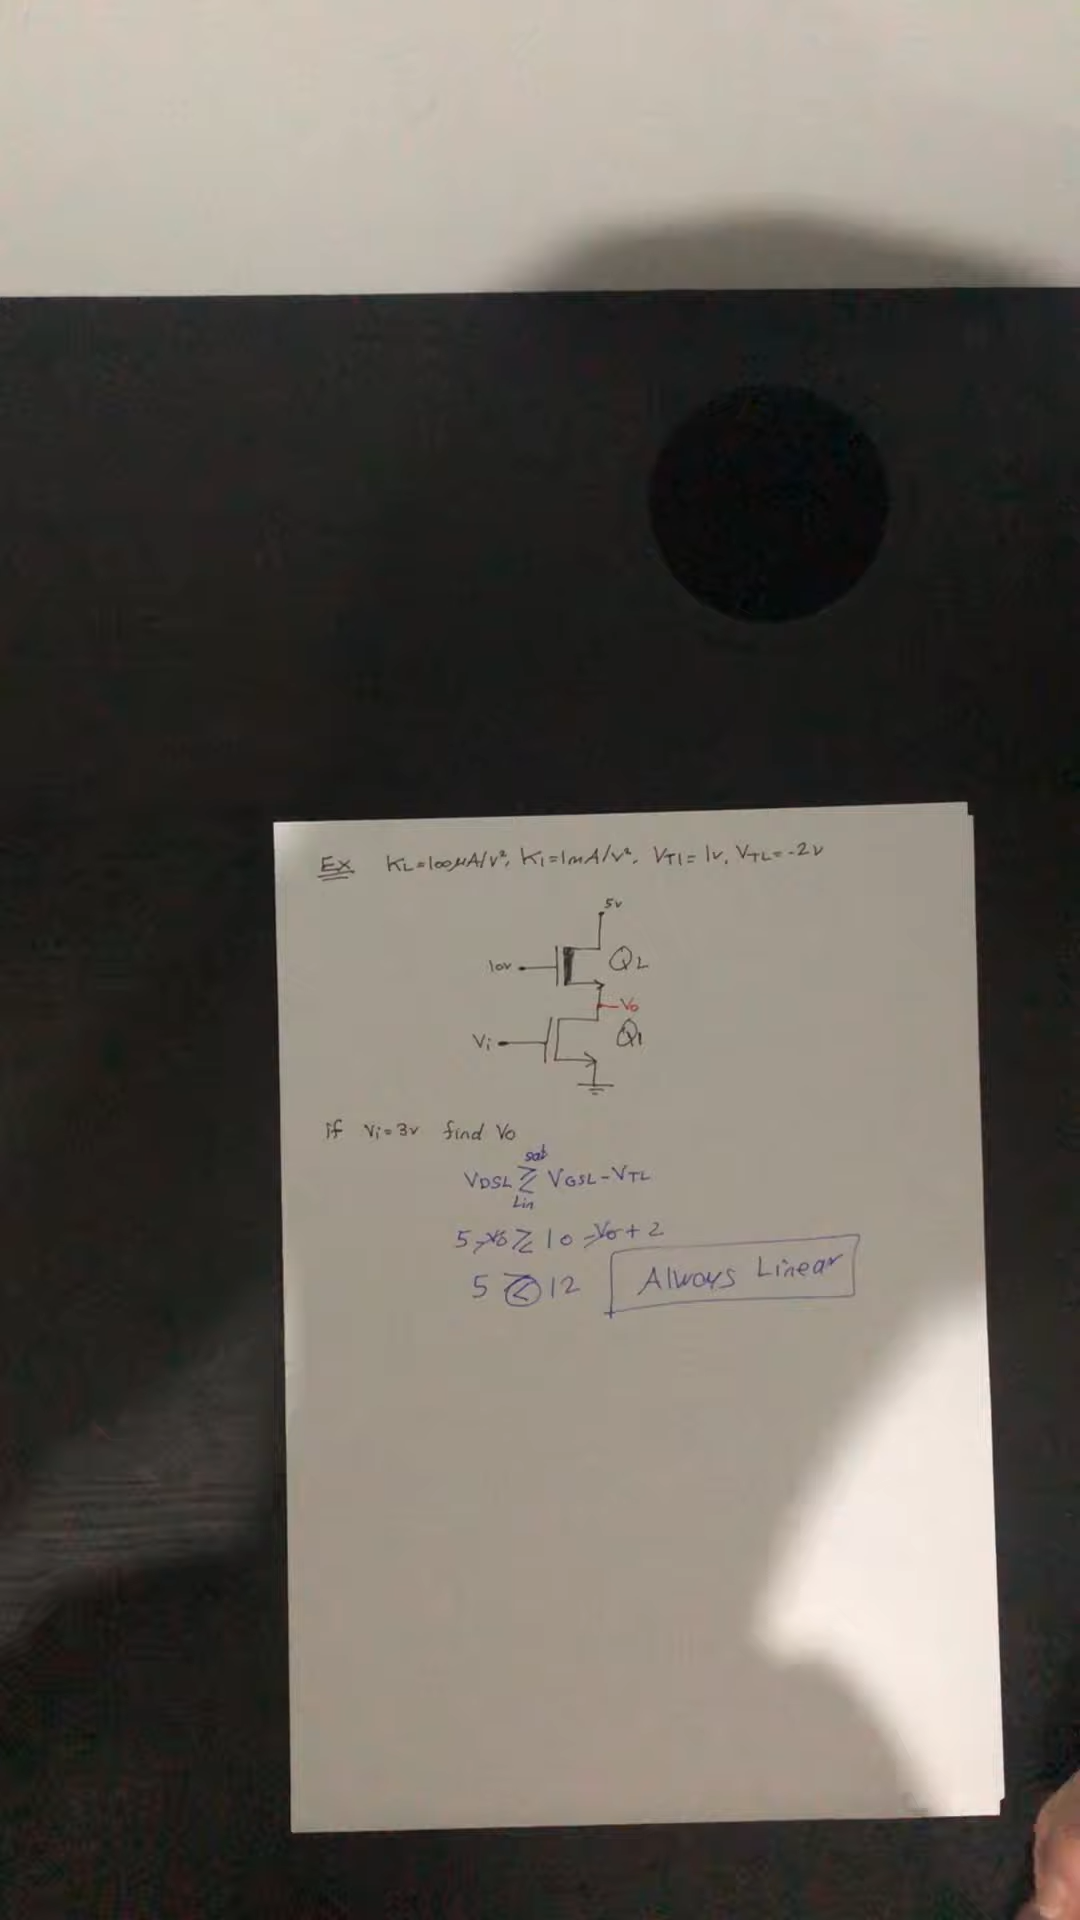 Ex KL=100μA/V², K1=1mA/V², VT1=1V, VTL=-2V
5V
10V
QL
Vo
Vi
Q1
if Vi=3V find Vo
sat
VDSL ≷ VGSL-VTL
Lin
5-Vo ≷ 10-Vo+2
5 < 12 Always Linear